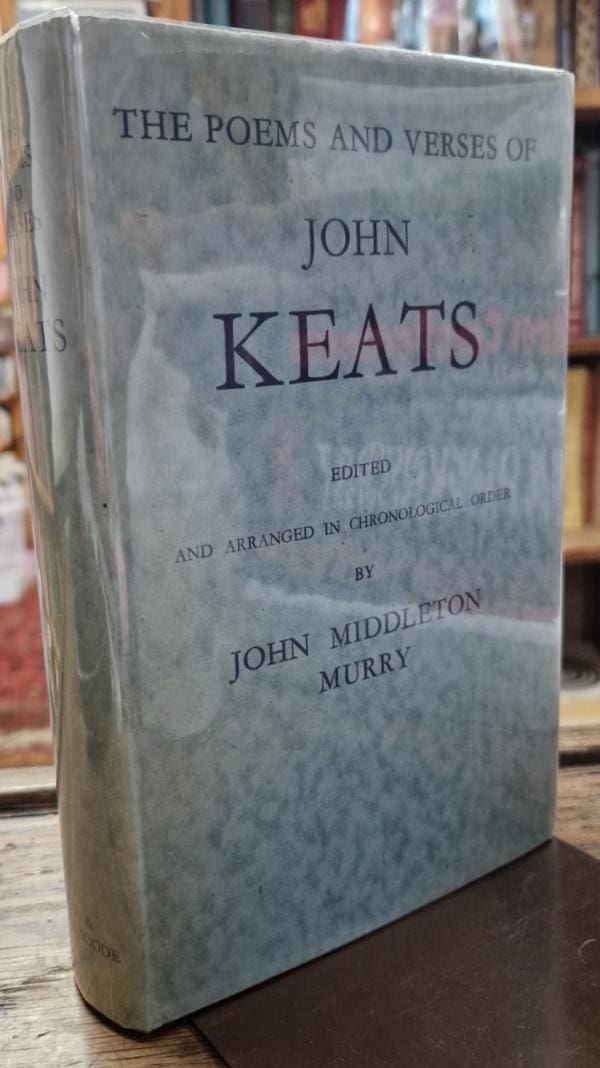 THE POEMS AND VERSES OF
JOHN
KEATS
EDITED
AND ARRANGED IN CHRONOLOGICAL ORDER
BY
JOHN MIDDLETON
MURRY